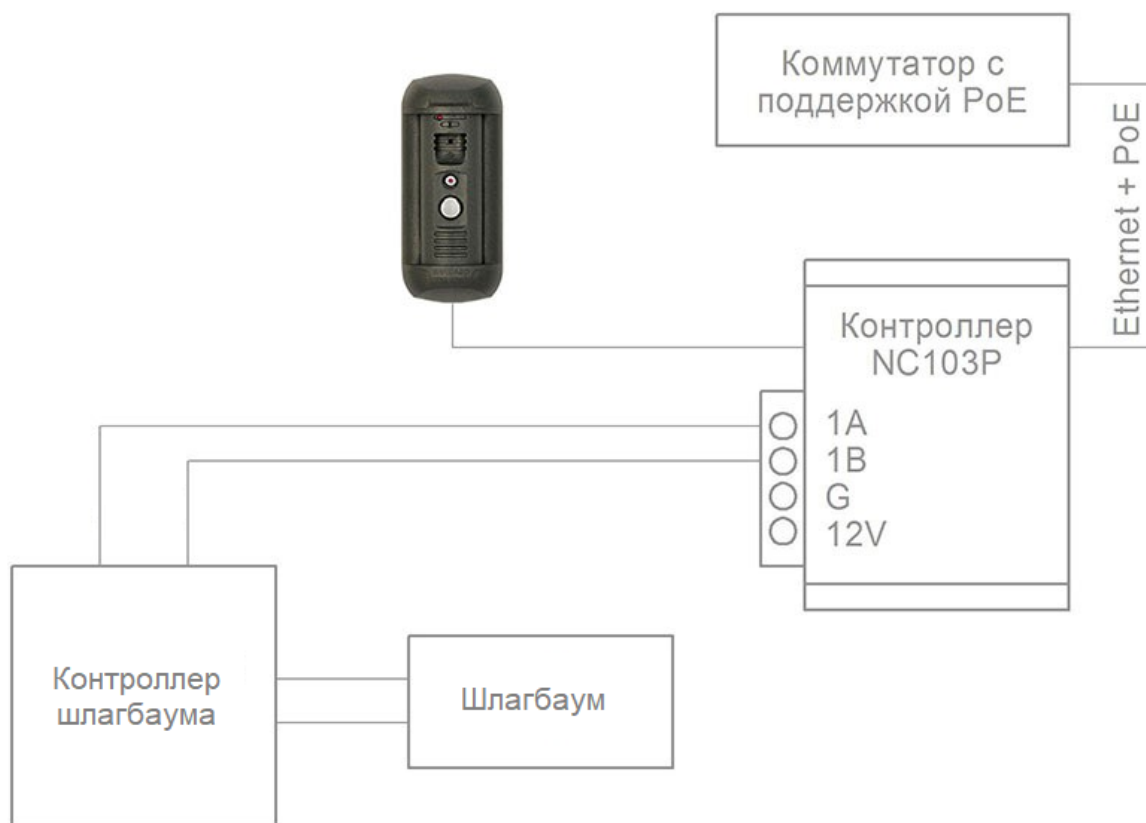 Коммутатор с
поддержкой PoE
Ethernet + PoE
Контроллер
NC103P
1A
1B
G
12V
Контроллер
шлагбаума
Шлагбаум